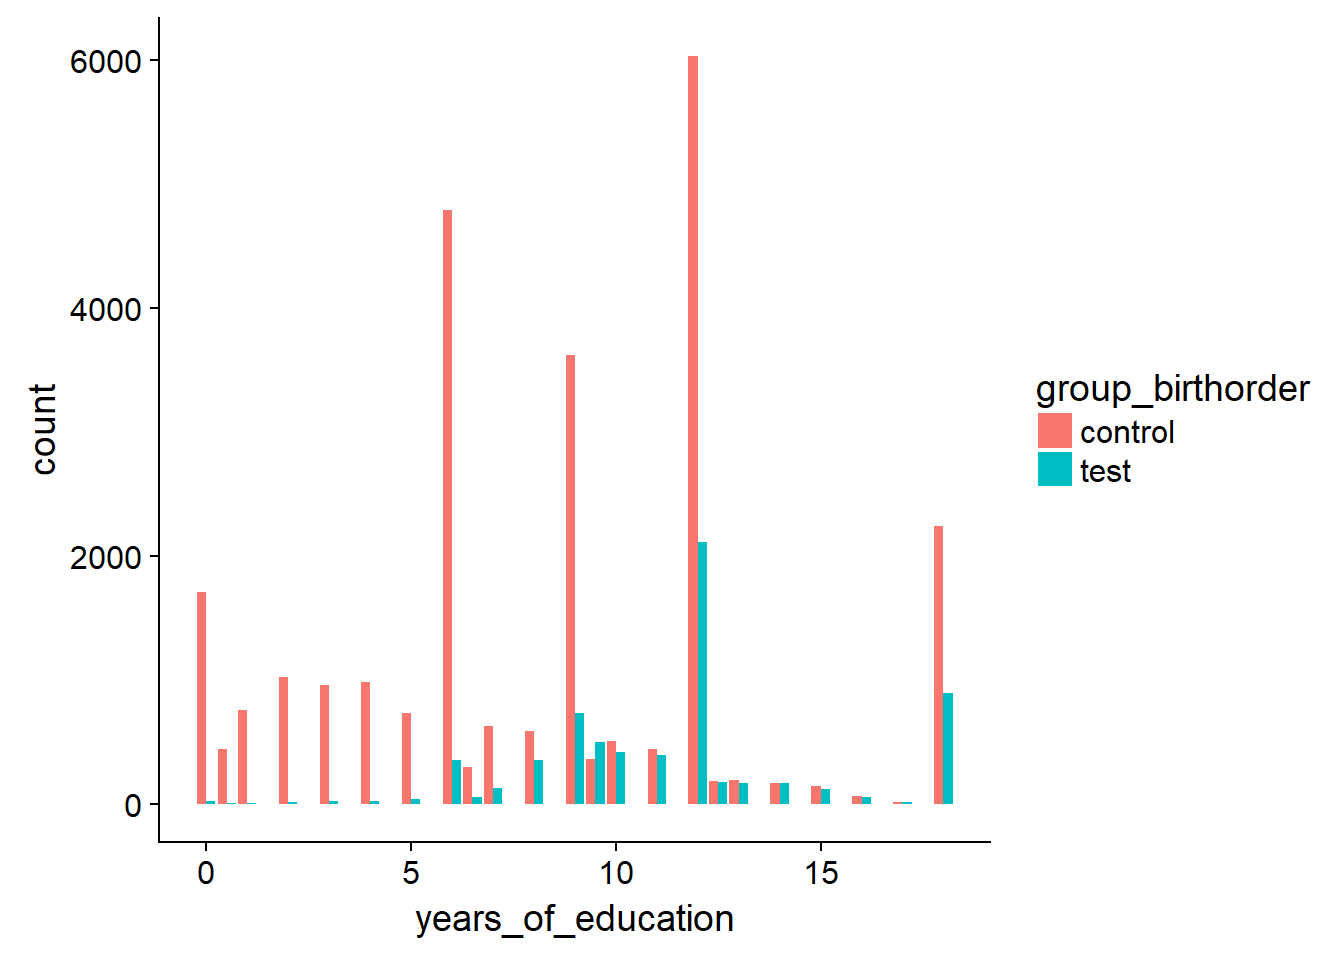 6000
4000
2000
0
count
0 5 10 15
years_of_education
group_birthorder
control
test